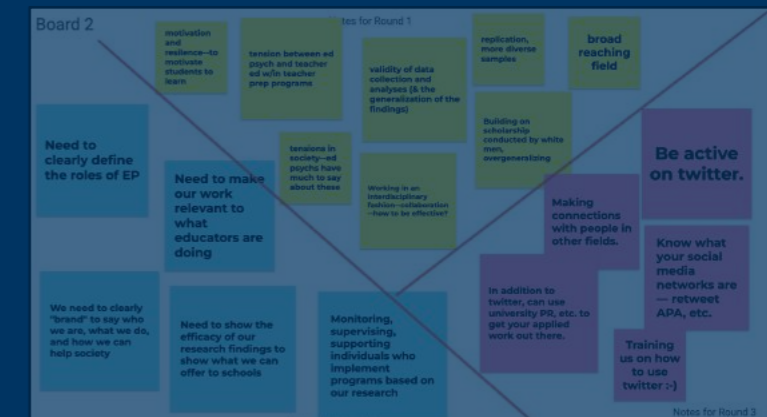 Board 2
tes for Round 1
motivation
and
resilence--to
motivate
students to
learn
tension between ed
psych and teacher
ed w/in teacher
prep programs
validity of data
collection and
analyses (& the
generalization of the
findings)
replication,
more diverse
samples
broad
reaching
field
tensions in
society--ed
psychs have
much to say
about these
Working in an
interdisciplinary
fashion--collaboration
--how to be effective?
Building on
scholarship
conducted by white
men,
overgeneralizing
Need to
clearly define
the roles of EP
Need to make
our work
relevant to
what
educators are
doing
We need to clearly
"brand" to say who
we are, what we do,
and how we can
help society
Need to show the
efficacy of our
research findings to
show what we can
offer to schools
Monitoring,
supervising,
supporting
individuals who
implement
programs based on
our research
Be active
on twitter.
Making
connections
with people in
other fields.
Know what
your social
media
networks are
— retweet
APA, etc.
In addition to
twitter, can use
university PR, etc. to
get your applied
work out there.
Training
us on how
to use
twitter :-)
Notes for Round 3